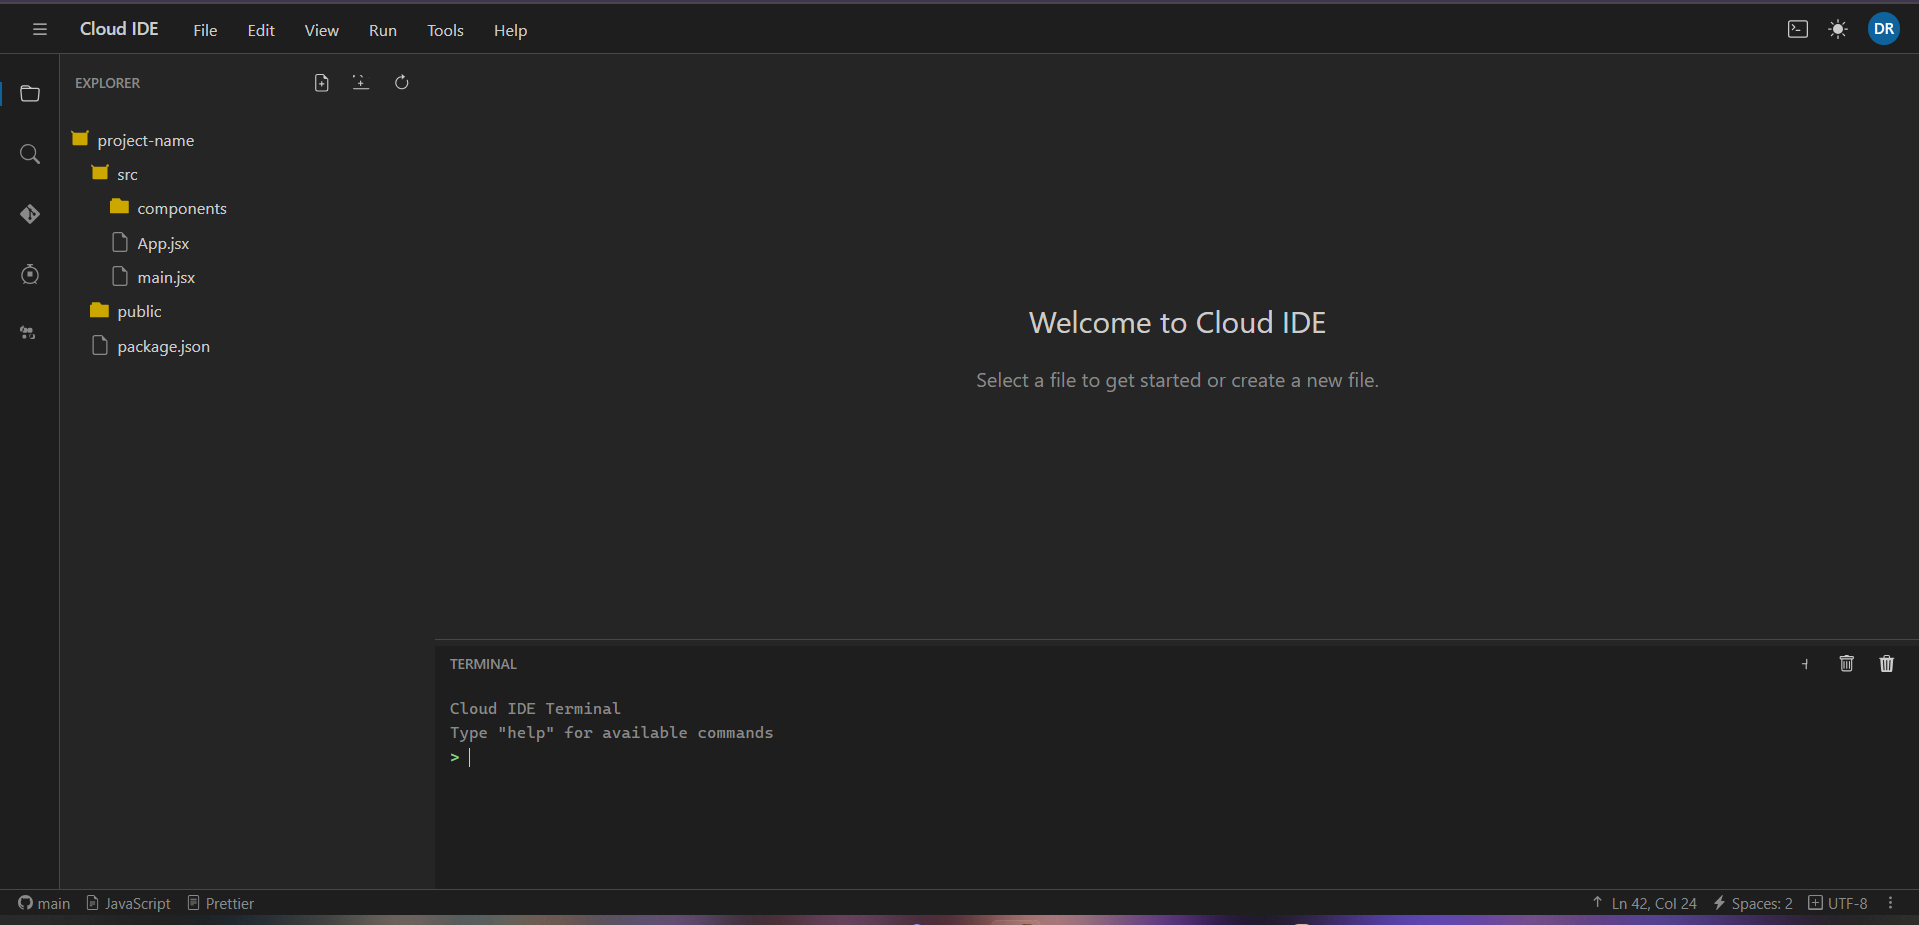 Cloud IDE File Edit View Run Tools Help DR
EXPLORER
project-name
src
components
App.jsx
main.jsx
public
package.json
Welcome to Cloud IDE
Select a file to get started or create a new file.
TERMINAL
Cloud IDE Terminal
Type "help" for available commands
>
main JavaScript Prettier Ln 42, Col 24 Spaces: 2 UTF-8